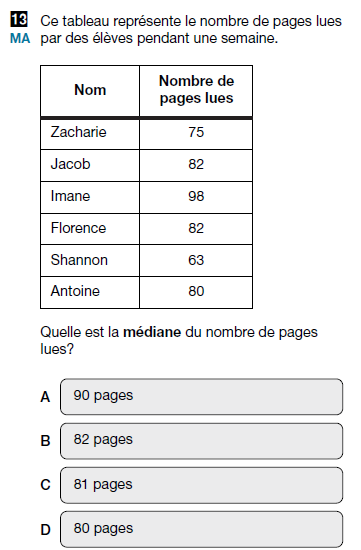 13 Ce tableau représente le nombre de pages lues
MA par des élèves pendant une semaine.
Nom Nombre de pages lues
Zacharie 75
Jacob 82
Imane 98
Florence 82
Shannon 63
Antoine 80
Quelle est la médiane du nombre de pages
lues?
A 90 pages
B 82 pages
C 81 pages
D 80 pages